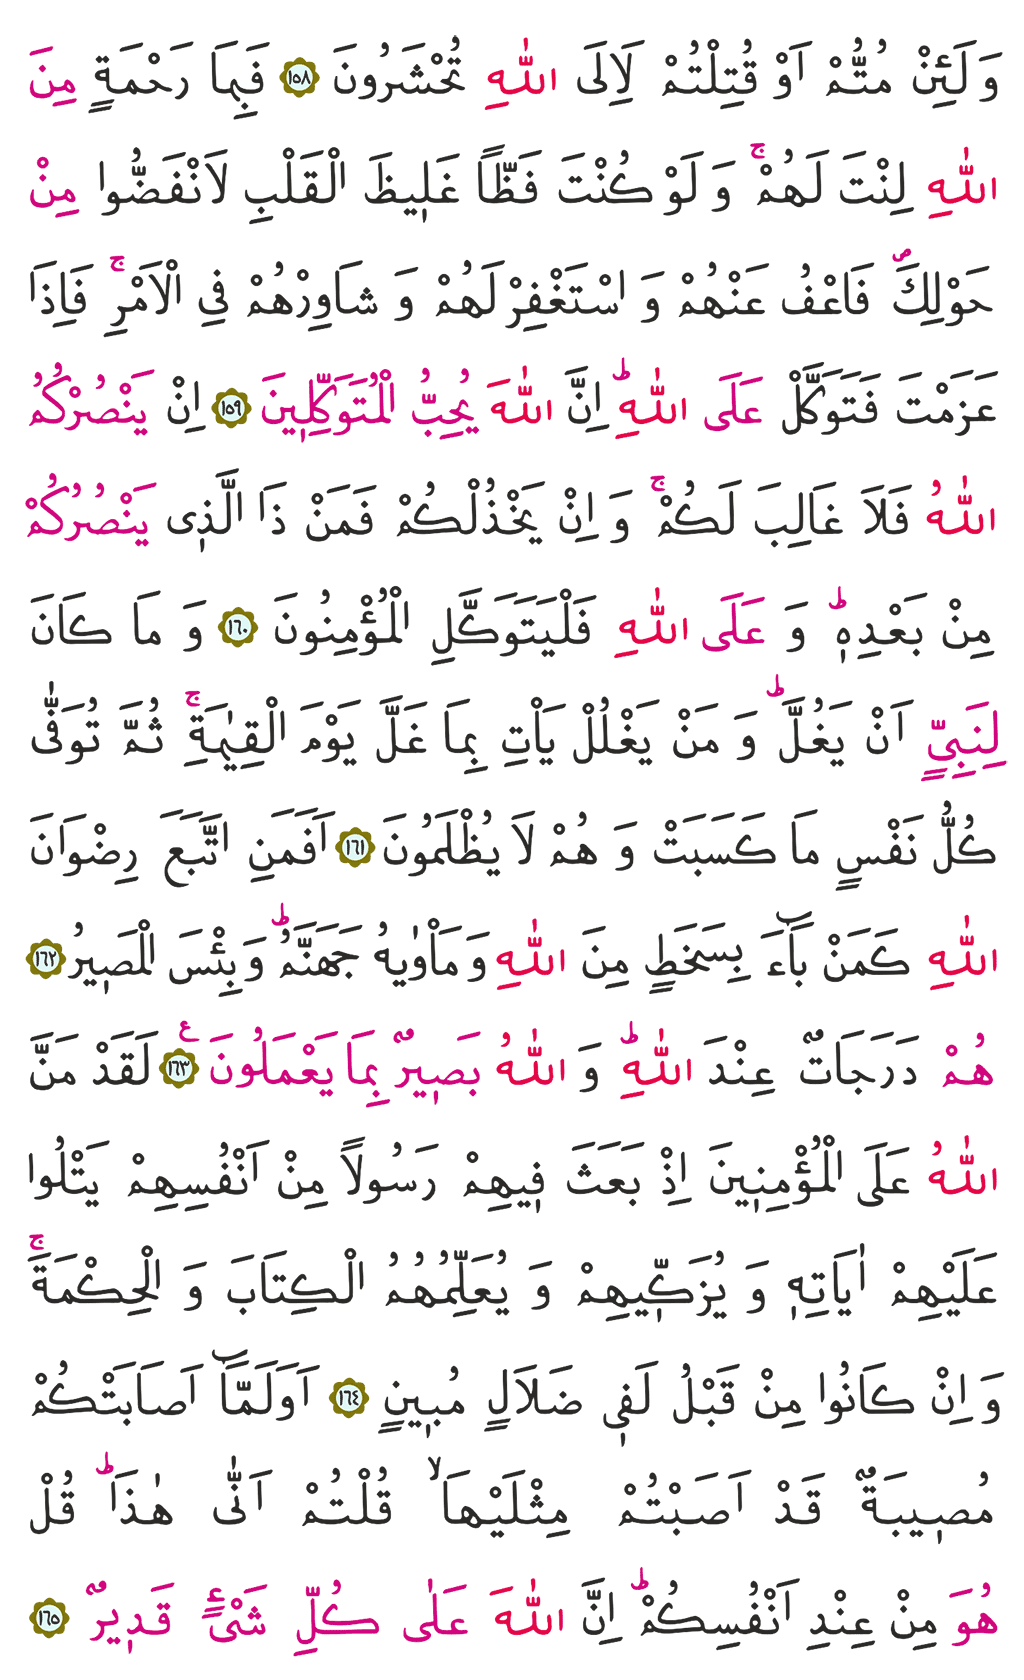 وَلَئِنْ مُتُّمْ اَوْ قُتِلْتُمْ لَاِلَى اللّٰهِ تُحْشَرُونَ ﴿١٥٨﴾ فَبِمَا رَحْمَةٍ مِنَ
اللّٰهِ لِنْتَ لَهُمْۚ وَلَوْ كُنْتَ فَظًّا غَلٖيظَ الْقَلْبِ لَانْفَضُّوا مِنْ
حَوْلِكَࣕ فَاعْفُ عَنْهُمْ وَاسْتَغْفِرْ لَهُمْ وَشَاوِرْهُمْ فِي الْاَمْرِۚ فَاِذَا
عَزَمْتَ فَتَوَكَّلْ عَلَى اللّٰهِؕ اِنَّ اللّٰهَ يُحِبُّ الْمُتَوَكِّلٖينَ ﴿١٥٩﴾ اِنْ يَنْصُرْكُمُ
اللّٰهُ فَلَا غَالِبَ لَكُمْۚ وَاِنْ يَخْذُلْكُمْ فَمَنْ ذَا الَّذٖى يَنْصُرُكُمْ
مِنْ بَعْدِهٖؕ وَعَلَى اللّٰهِ فَلْيَتَوَكَّلِ الْمُؤْمِنُونَ ﴿١٦٠﴾ وَمَا كَانَ
لِنَبِىٍّ اَنْ يَغُلَّؕ وَمَنْ يَغْلُلْ يَاْتِ بِمَا غَلَّ يَوْمَ الْقِيٰمَةِۚ ثُمَّ تُوَفّٰى
كُلُّ نَفْسٍ مَا كَسَبَتْ وَهُمْ لَا يُظْلَمُونَ ﴿١٦١﴾ اَفَمَنِ اتَّبَعَ رِضْوَانَ
اللّٰهِ كَمَنْ بَٓاءَ بِسَخَطٍ مِنَ اللّٰهِ وَمَاْوٰيهُ جَهَنَّمُؕ وَبِئْسَ الْمَصٖيرُ ﴿١٦٢﴾
هُمْ دَرَجَاتٌ عِنْدَ اللّٰهِؕ وَاللّٰهُ بَصٖيرٌ بِمَا يَعْمَلُونَ ﴿١٦٣﴾ع لَقَدْ مَنَّ
اللّٰهُ عَلَى الْمُؤْمِنٖينَ اِذْ بَعَثَ فٖيهِمْ رَسُولًا مِنْ اَنْفُسِهِمْ يَتْلُوا
عَلَيْهِمْ اٰيَاتِهٖ وَيُزَكّٖيهِمْ وَيُعَلِّمُهُمُ الْكِتَابَ وَالْحِكْمَةَۚ
وَاِنْ كَانُوا مِنْ قَبْلُ لَفٖى ضَلَالٍ مُبٖينٍ ﴿١٦٤﴾ اَوَلَمَّٓا اَصَابَتْكُمْ
مُصٖيبَةٌ قَدْ اَصَبْتُمْ مِثْلَيْهَاۙ قُلْتُمْ اَنّٰى هٰذَاؕ قُلْ
هُوَ مِنْ عِنْدِ اَنْفُسِكُمْؕ اِنَّ اللّٰهَ عَلٰى كُلِّ شَىْءٍ قَدٖيرٌ ﴿١٦٥﴾